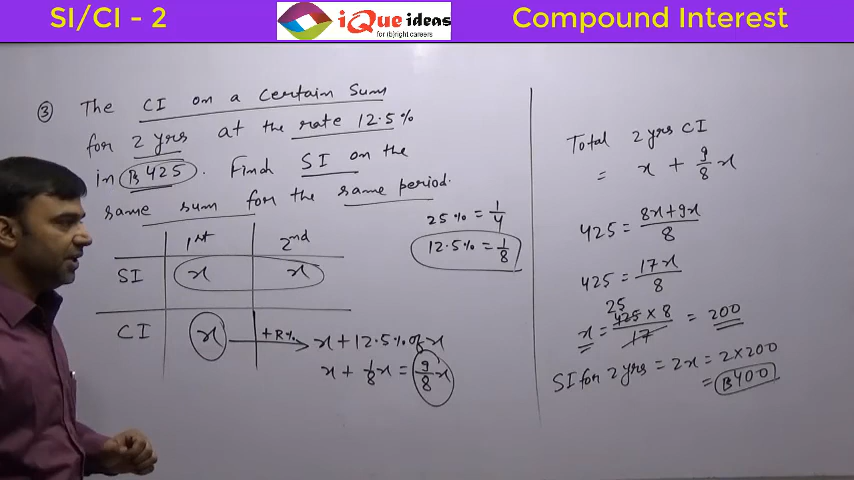 SI/CI - 2
iQue ideas
for (b)right careers
Compound Interest
③ The CI on a certain sum
for 2 yrs at the rate 12.5%
in ₨ 425. Find SI on the
same sum for the same period.
25% = 1/4
12.5% = 1/8
1st 2nd
SI x x
CI x +R% x + 12.5% of x
x + 1/8 x = 9/8 x
Total 2 yrs CI
= x + 9/8 x
425 = 8x+9x/8
425 = 17x/8
25
x = 425 × 8/17 = 200
SI for 2 yrs = 2x = 2×200
= ₨ 400